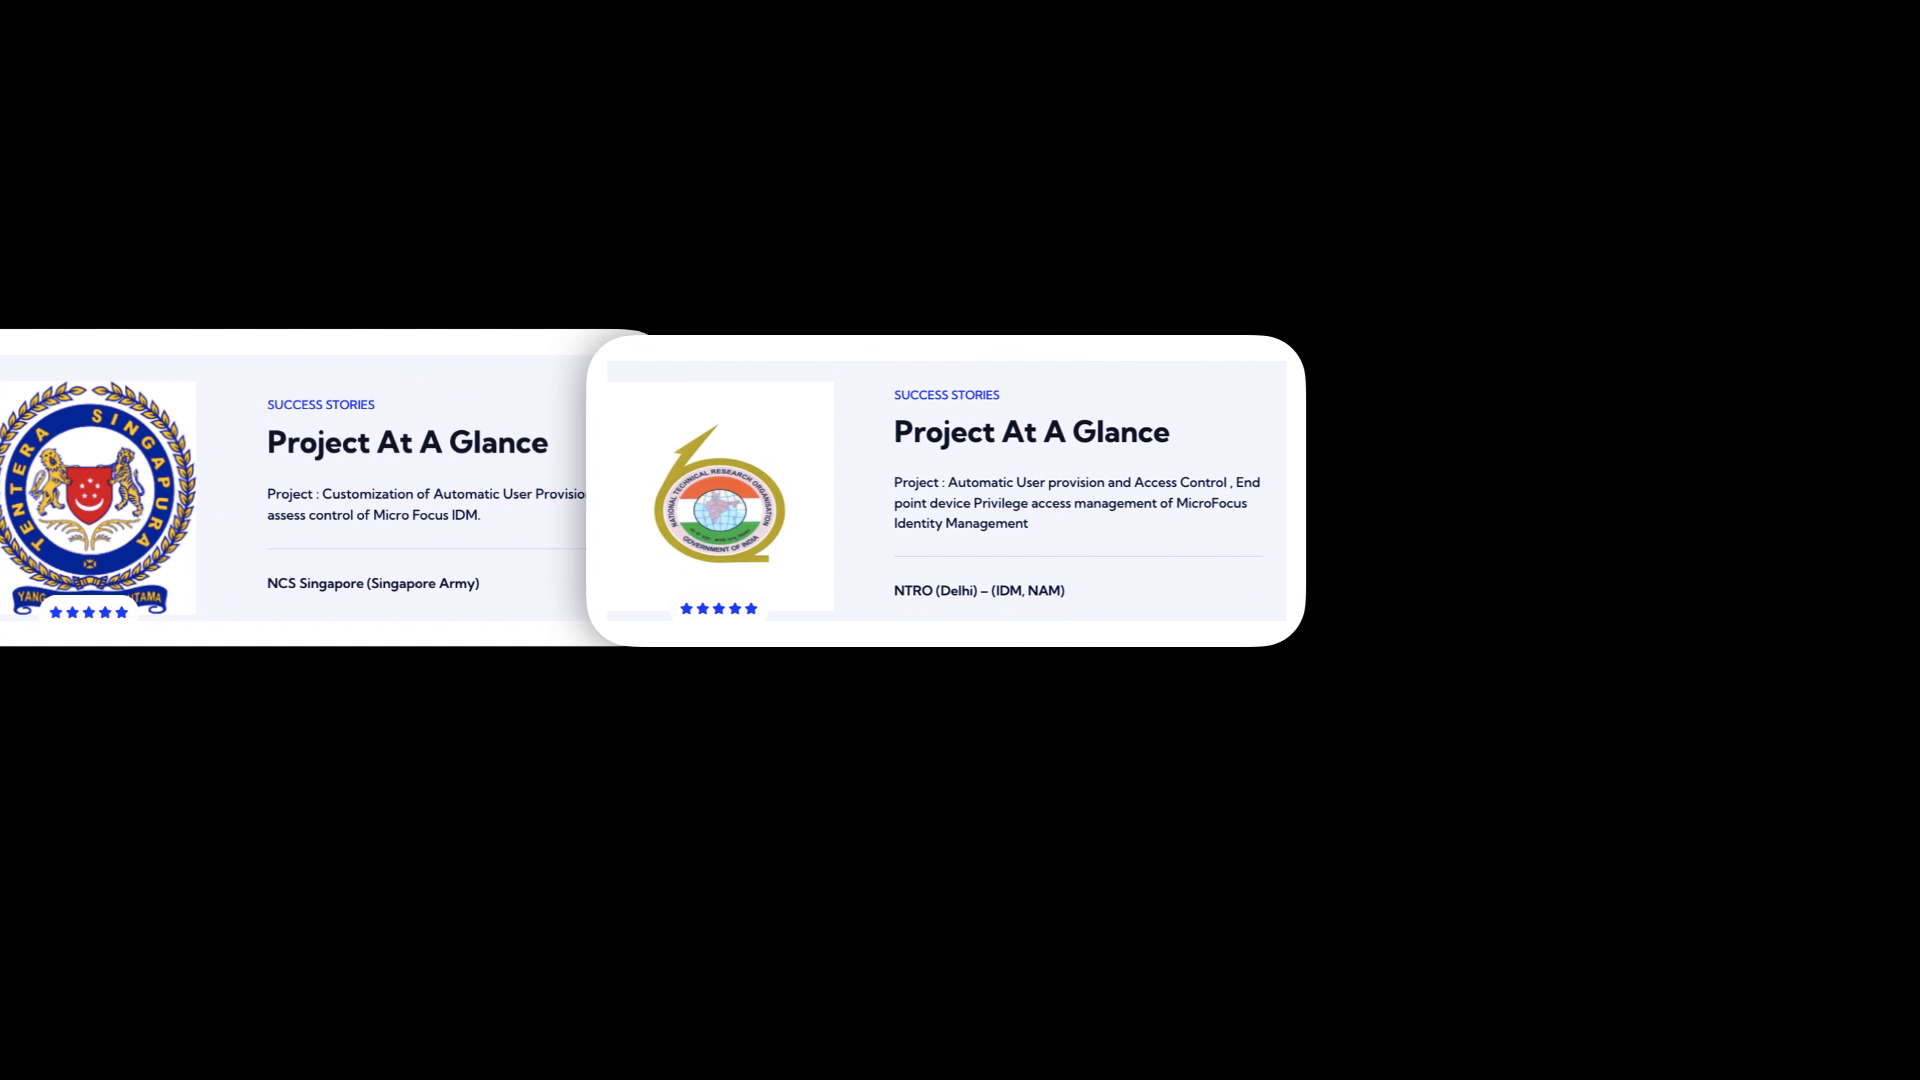 TENTERA SINGAPURA
YANG
UTAMA
SUCCESS STORIES
Project At A Glance
Project : Customization of Automatic User
assess control of Micro Focus IDM.
NCS Singapore (Singapore Army)
NATIONAL TECHNICAL RESEARCH ORGANISATION
GOVERNMENT OF INDIA
SUCCESS STORIES
Project At A Glance
Project : Automatic User provision and Access Control , End
point device Privilege access management of MicroFocus
Identity Management
NTRO (Delhi) – (IDM, NAM)